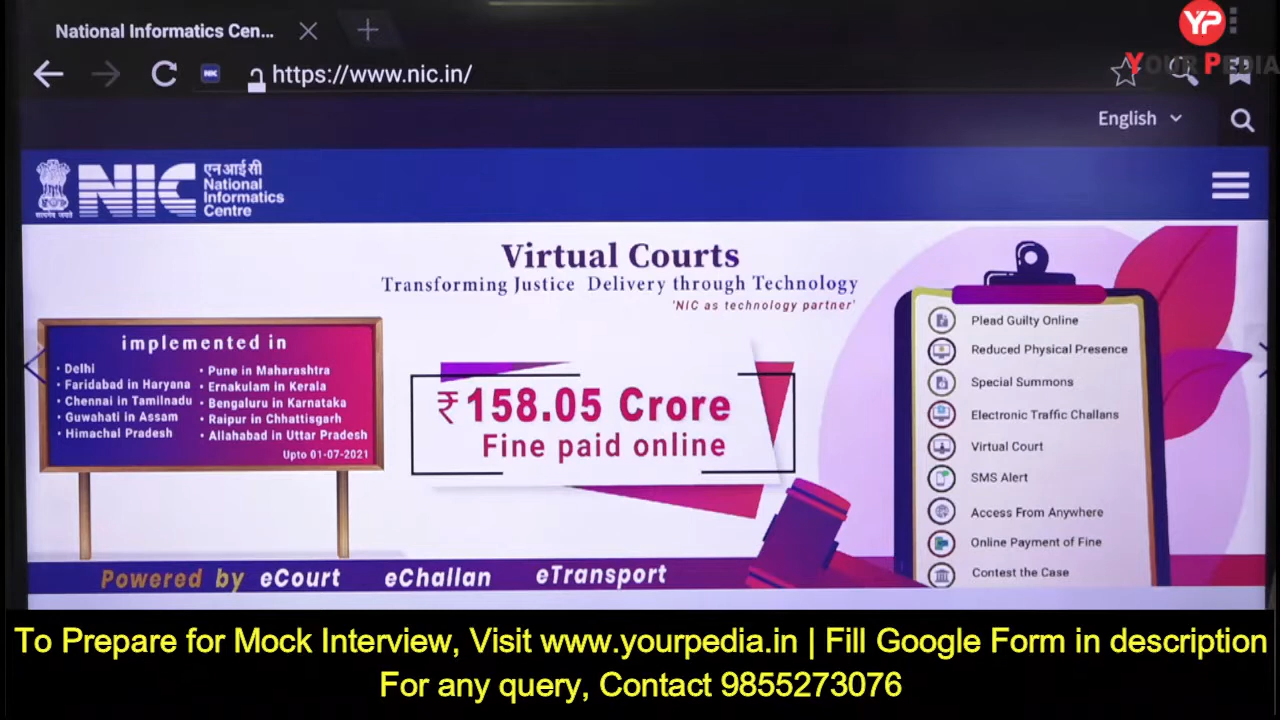 National Informatics Cen...
YP
YOUR PEDIA
https://www.nic.in/
English
NIC
एन आई सी
National
Informatics
Centre
सत्यमेव जयते
Virtual Courts
Transforming Justice Delivery through Technology
'NIC as technology partner'
implemented in
• Delhi
• Faridabad in Haryana
• Chennai in Tamilnadu
• Guwahati in Assam
• Himachal Pradesh
• Pune in Maharashtra
• Ernakulam in Kerala
• Bengaluru in Karnataka
• Raipur in Chhattisgarh
• Allahabad in Uttar Pradesh
Upto 01-07-2021
₹158.05 Crore
Fine paid online
Plead Guilty Online
Reduced Physical Presence
Special Summons
Electronic Traffic Challans
Virtual Court
SMS Alert
Access From Anywhere
Online Payment of Fine
Contest the Case
Powered by eCourt eChallan eTransport
To Prepare for Mock Interview, Visit www.yourpedia.in | Fill Google Form in description
For any query, Contact 9855273076